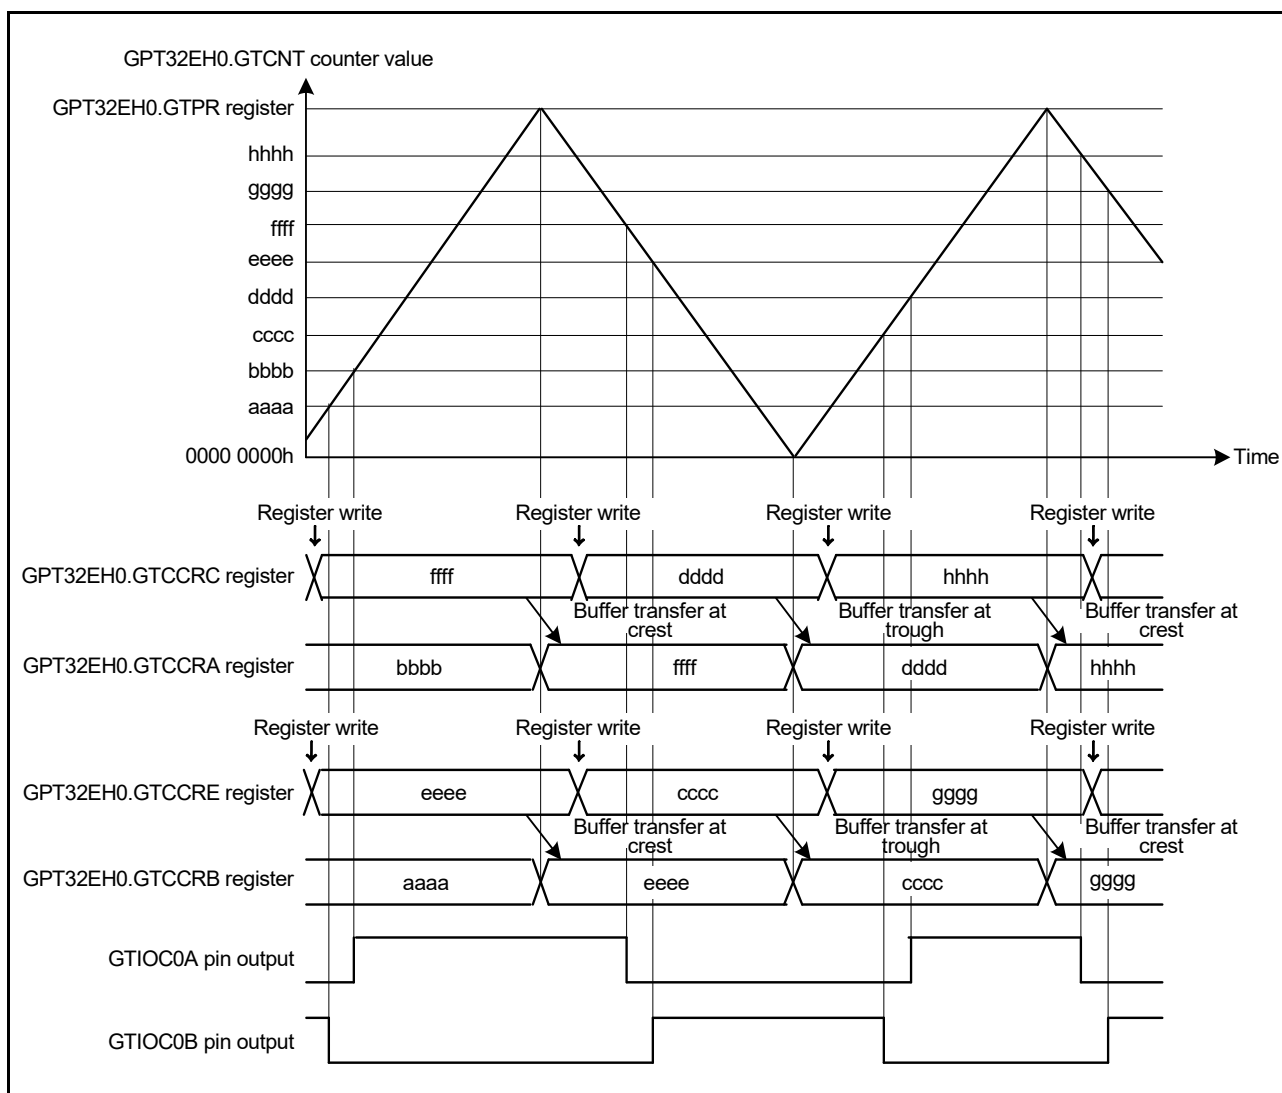 GPT32EH0.GTCNT counter value
GPT32EH0.GTPR register
hhhh
gggg
ffff
eeee
dddd
cccc
bbbb
aaaa
0000 0000h
Time
Register write Register write Register write Register write
GPT32EH0.GTCCRC register ffff dddd hhhh
Buffer transfer at crest
Buffer transfer at trough
Buffer transfer at crest
GPT32EH0.GTCCRA register bbbb ffff dddd hhhh
Register write Register write Register write Register write
GPT32EH0.GTCCRE register eeee cccc gggg
Buffer transfer at crest
Buffer transfer at trough
Buffer transfer at crest
GPT32EH0.GTCCRB register aaaa eeee cccc gggg
GTIOC0A pin output
GTIOC0B pin output